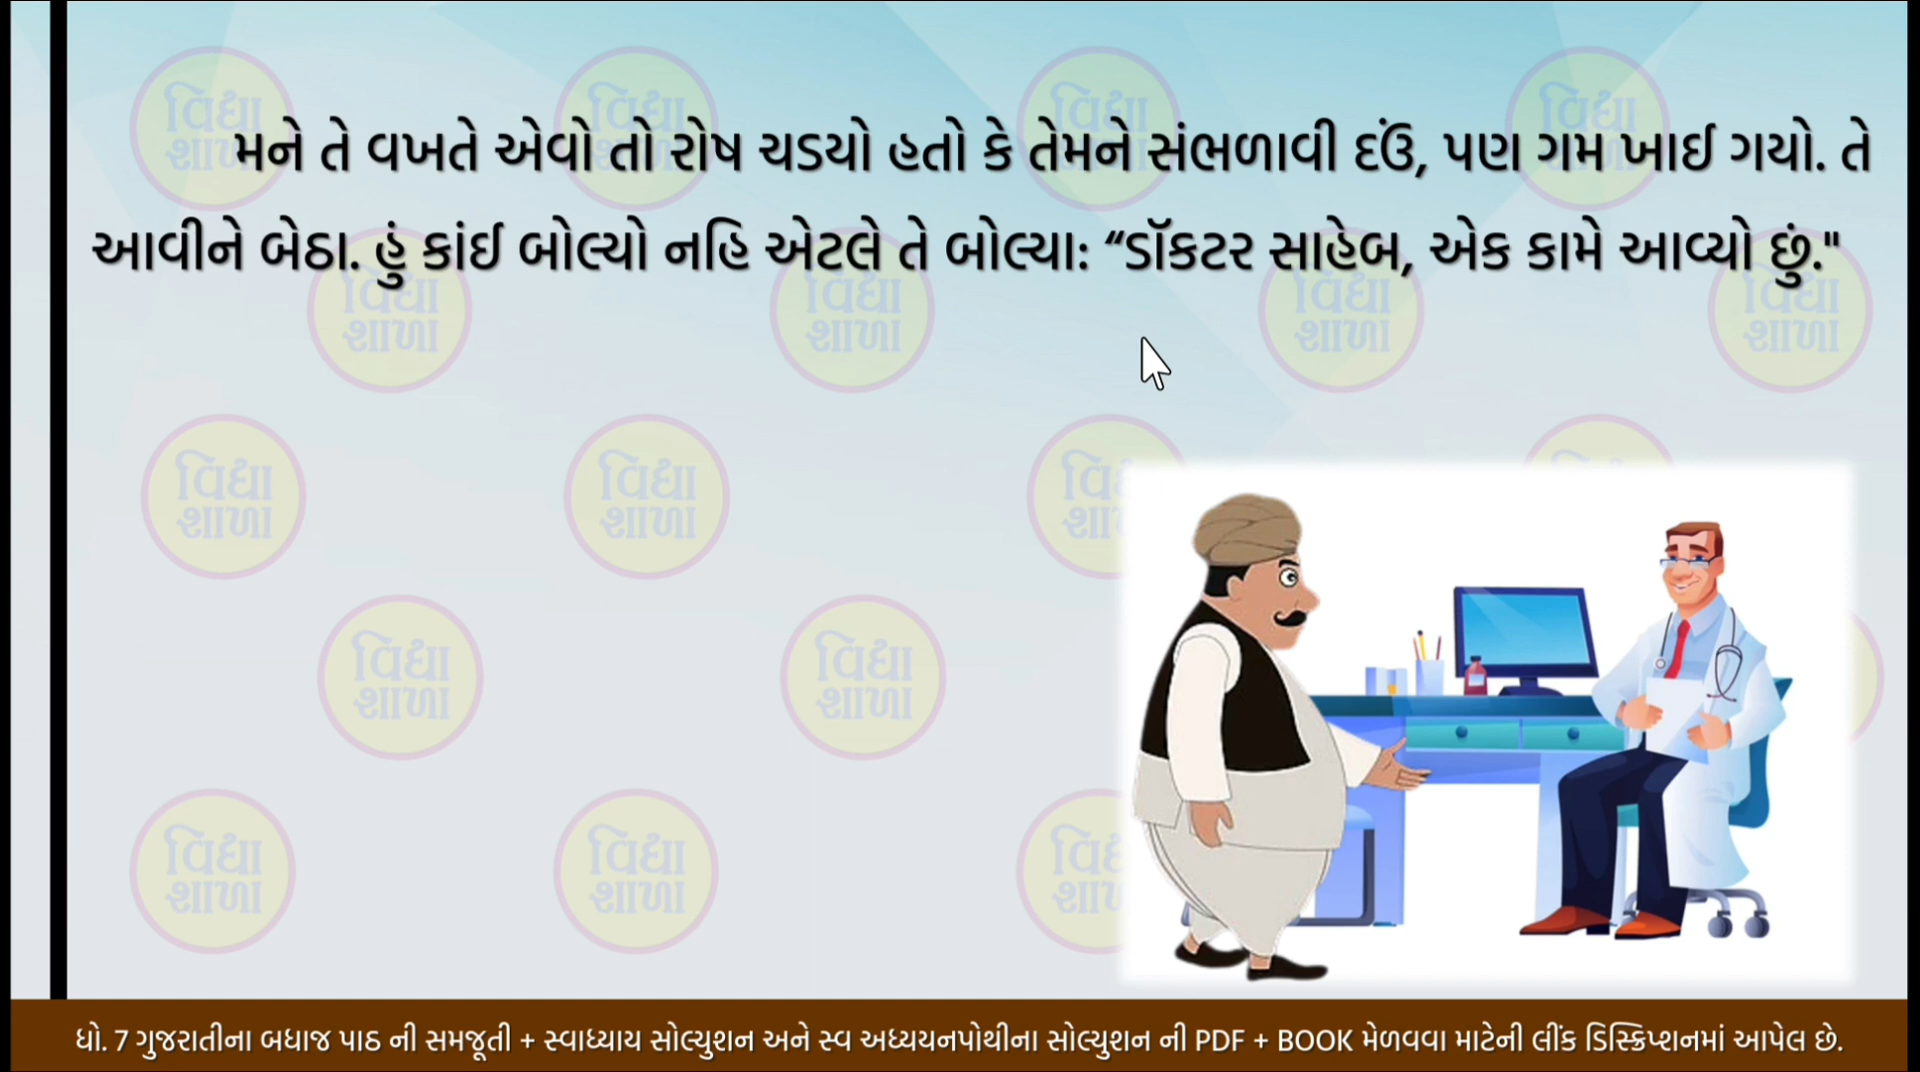 મને તે વખતે એવો તો રોષ ચડયો હતો કે તેમને સંભળાવી દઉં, પણ ગમ ખાઈ ગયો. તે
આવીને બેઠા. હું કાંઈ બોલ્યો નહિ એટલે તે બોલ્યા: “ડૉકટર સાહેબ, એક કામે આવ્યો છું."
વિદ્યા
શાળા
ધો. 7 ગુજરાતીના બધાજ પાઠ ની સમજૂતી + સ્વાધ્યાય સોલ્યુશન અને સ્વ અધ્યયનપોથીના સોલ્યુશન ની PDF + BOOK મેળવવા માટેની લીંક ડિસ્ક્રિપ્શનમાં આપેલ છે.